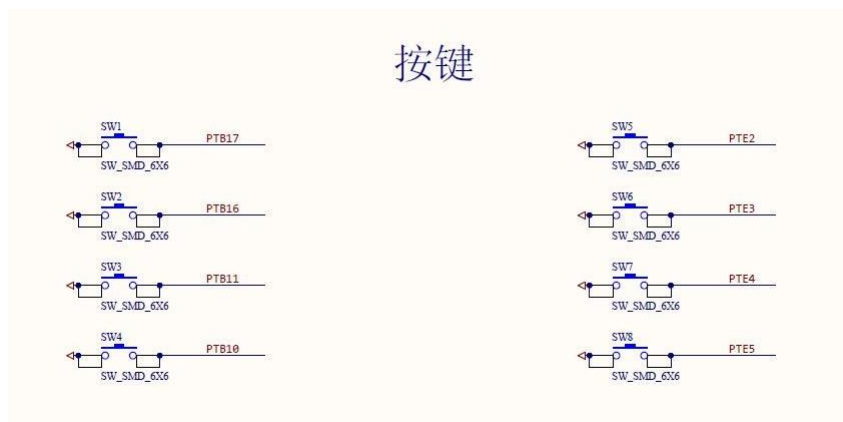 按键
SW1
PTB17
SW_SMD_6X6
SW2
PTB16
SW_SMD_6X6
SW3
PTB11
SW_SMD_6X6
SW4
PTB10
SW_SMD_6X6
SW5
PTE2
SW_SMD_6X6
SW6
PTE3
SW_SMD_6X6
SW7
PTE4
SW_SMD_6X6
SW8
PTE5
SW_SMD_6X6